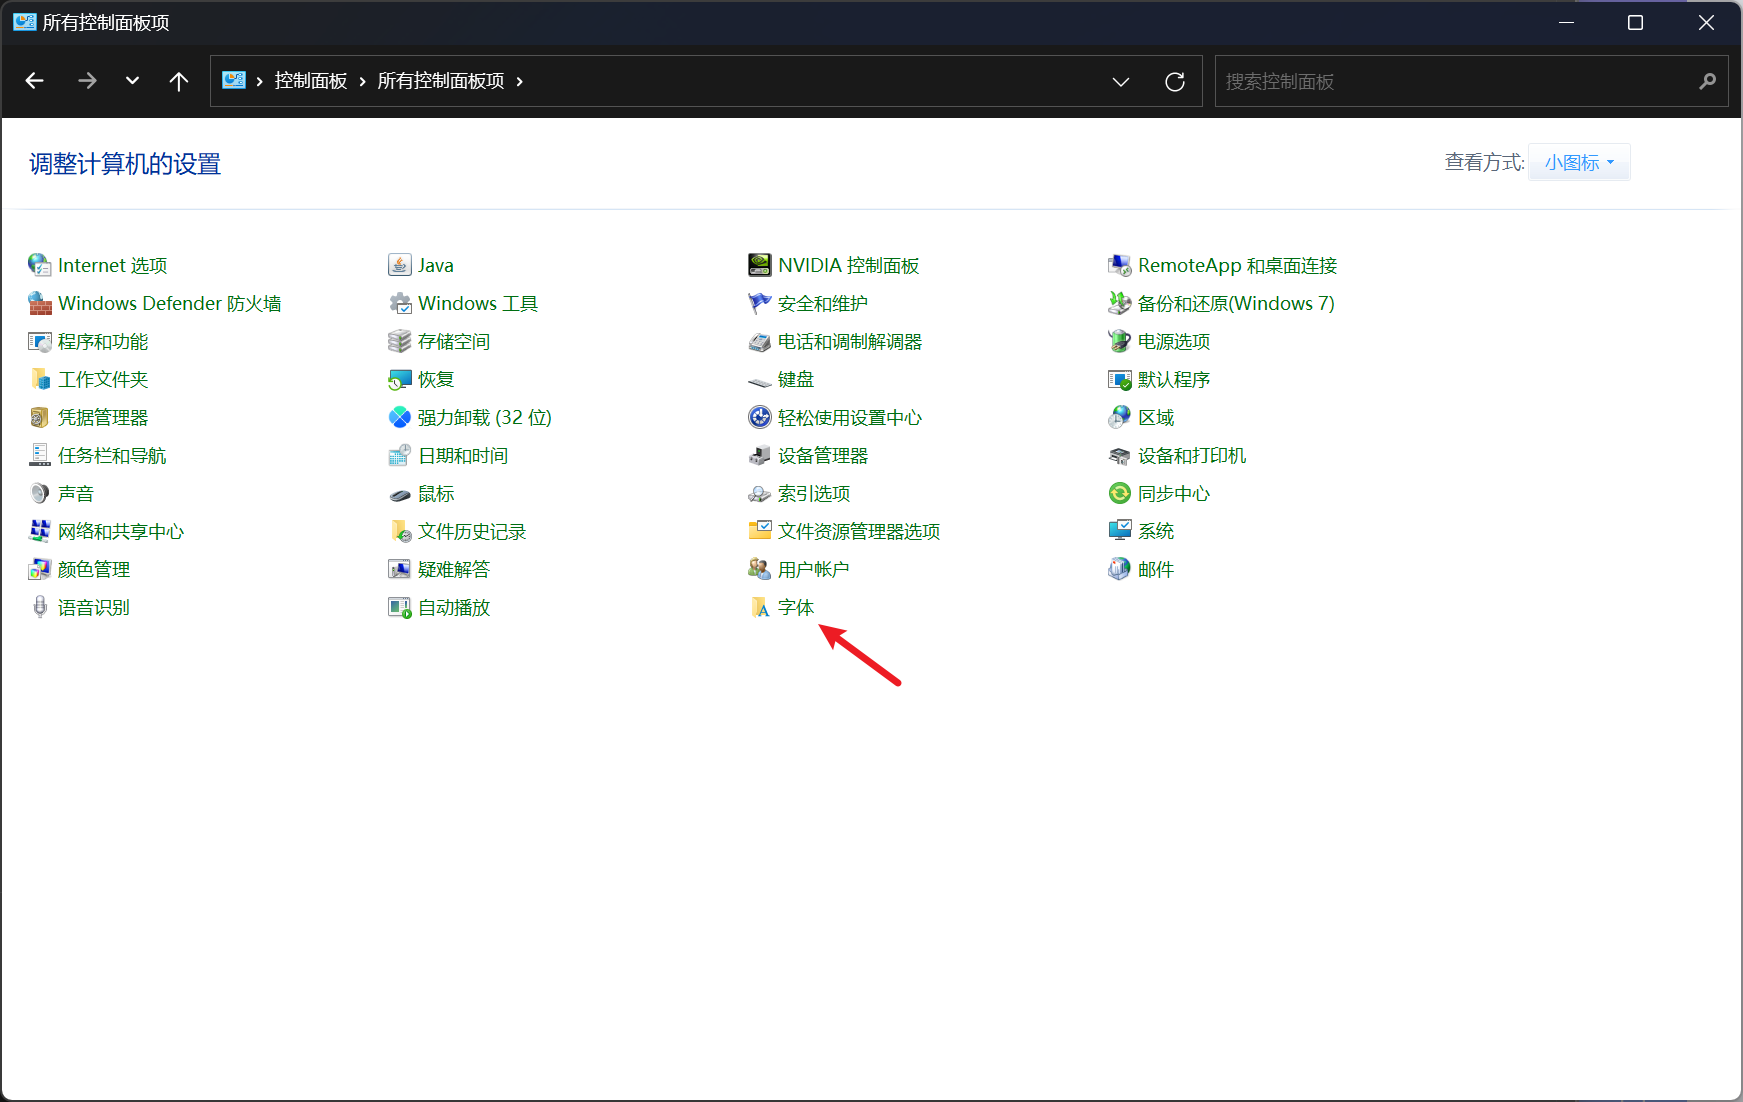 所有控制面板项
控制面板 所有控制面板项
搜索控制面板
调整计算机的设置
查看方式: 小图标
Internet 选项
Java
NVIDIA 控制面板
RemoteApp 和桌面连接
Windows Defender 防火墙
Windows 工具
安全和维护
备份和还原(Windows 7)
程序和功能
存储空间
电话和调制解调器
电源选项
工作文件夹
恢复
键盘
默认程序
凭据管理器
强力卸载 (32 位)
轻松使用设置中心
区域
任务栏和导航
日期和时间
设备管理器
设备和打印机
声音
鼠标
索引选项
同步中心
网络和共享中心
文件历史记录
文件资源管理器选项
系统
颜色管理
疑难解答
用户帐户
邮件
语音识别
自动播放
字体